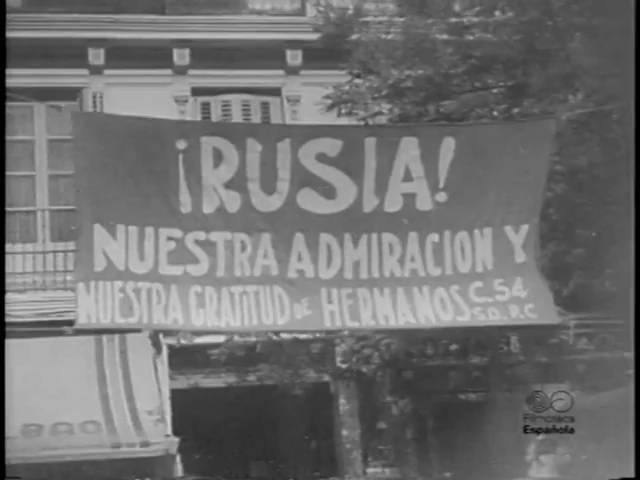 ¡RUSIA!
NUESTRA ADMIRACION Y
NUESTRA GRATITUD DE HERMANOS C. 54
S.O. P.C
Filmoteca
Española